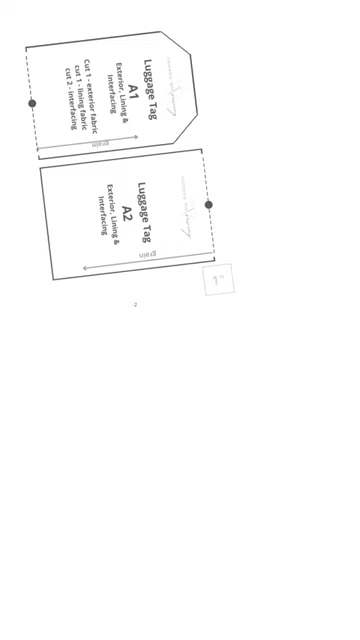 Luggage Tag
A1
Exterior, Lining &
Interfacing
Cut 1 - exterior fabric
cut 1 - lining fabric
cut 2 - interfacing
grain
Luggage Tag
A2
Exterior, Lining &
Interfacing
grain
2